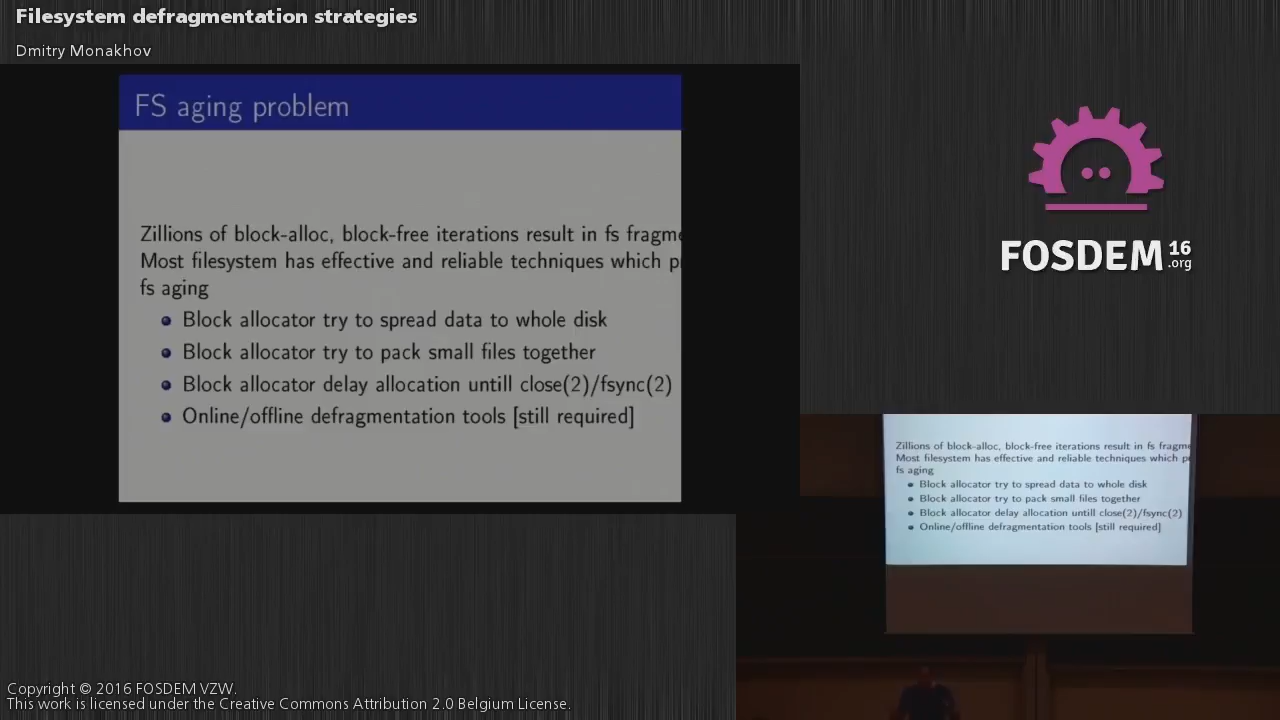 Filesystem defragmentation strategies
Dmitry Monakhov
FS aging problem
Zillions of block-alloc, block-free iterations result in fs fragme
Most filesystem has effective and reliable techniques which p
fs aging
Block allocator try to spread data to whole disk
Block allocator try to pack small files together
Block allocator delay allocation untill close(2)/fsync(2)
Online/offline defragmentation tools [still required]
FOSDEM 16
.org
Zillions of block-alloc, block-free iterations result in fs fragme
Most filesystem has effective and reliable techniques which p
fs aging
Block allocator try to spread data to whole disk
Block allocator try to pack small files together
Block allocator delay allocation untill close(2)/fsync(2)
Online/offline defragmentation tools [still required]
Copyright © 2016 FOSDEM VZW.
This work is licensed under the Creative Commons Attribution 2.0 Belgium License.